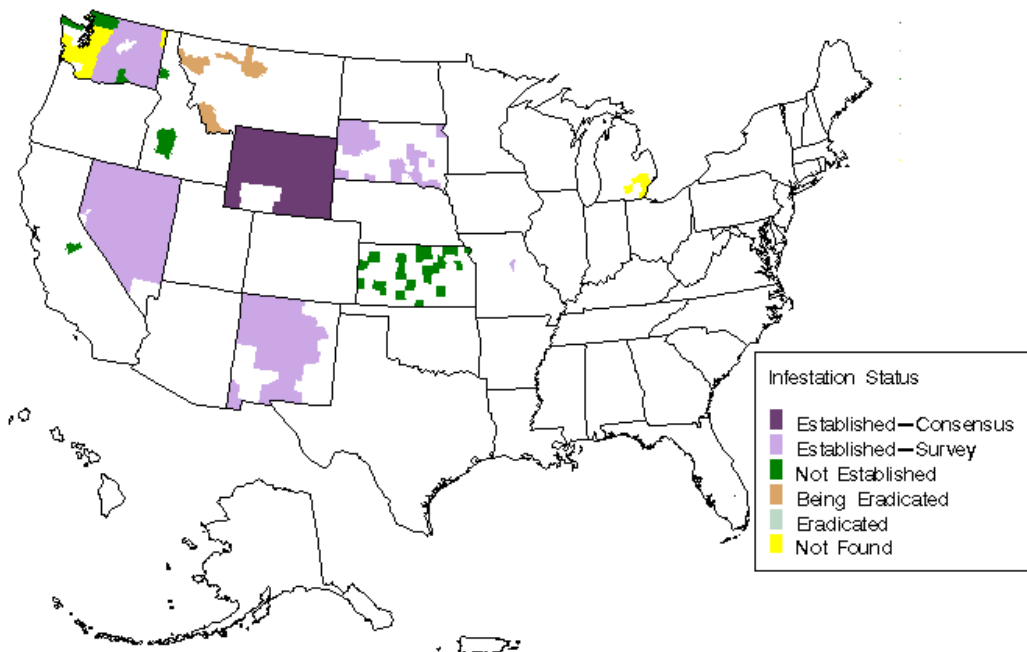 Infestation Status
Established—Consensus
Established—Survey
Not Established
Being Eradicated
Eradicated
Not Found